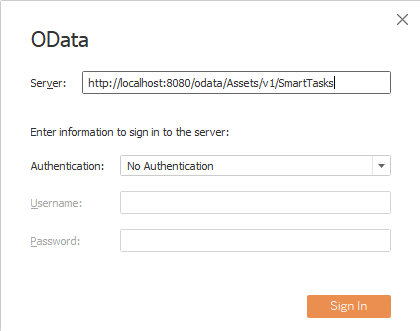 OData
Server: http://localhost:8080/odata/Assets/v1/SmartTasks
Enter information to sign in to the server:
Authentication: No Authentication
Username:
Password:
Sign In